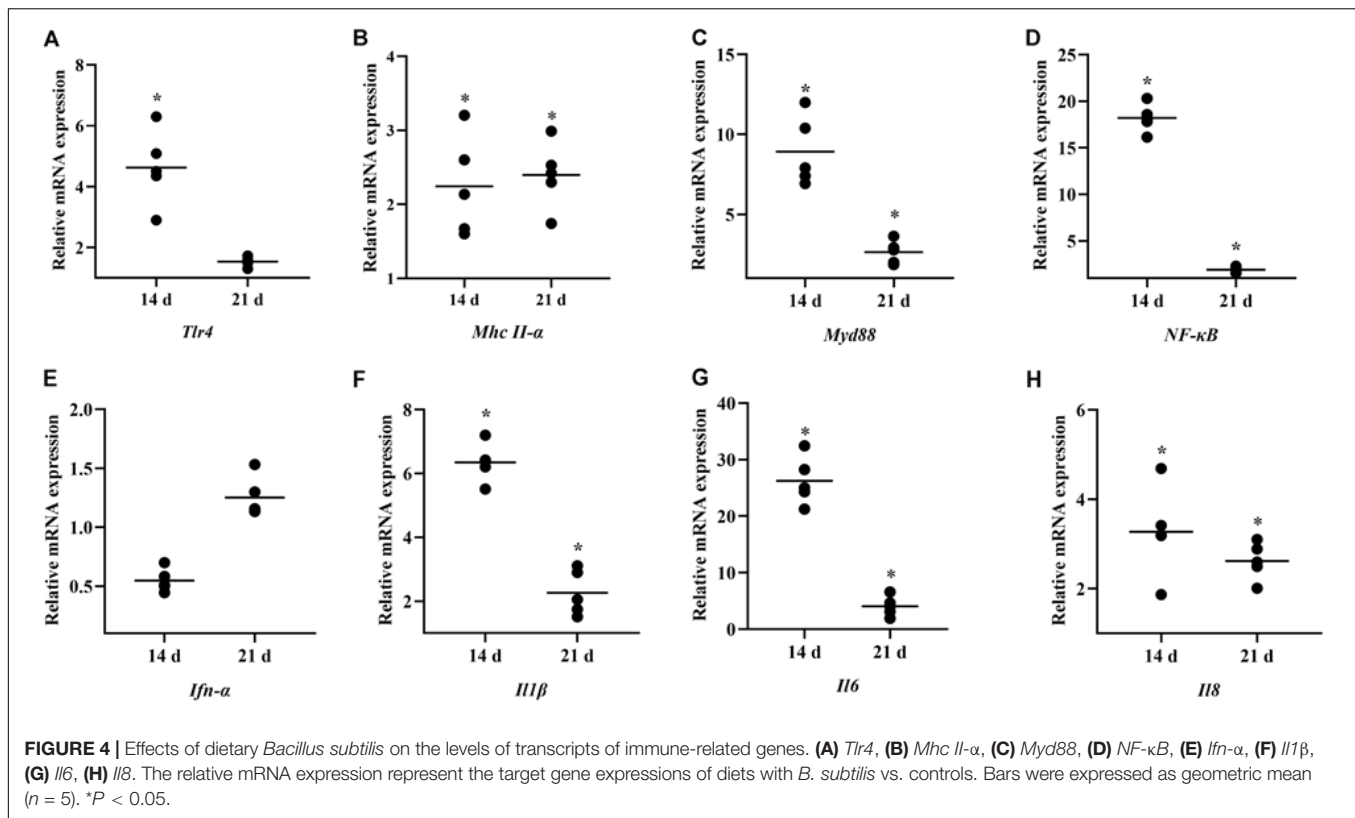 A
Relative mRNA expression
8
6
4
2
*
14 d
21 d
Tlr4
B
Relative mRNA expression
4
3
2
1
*
*
14 d
21 d
Mhc II-α
C
Relative mRNA expression
15
10
5
*
*
14 d
21 d
Myd88
D
Relative mRNA expression
25
20
15
10
5
*
*
14 d
21 d
NF-κB
E
Relative mRNA expression
2.0
1.5
1.0
0.5
14 d
21 d
Ifn-α
F
Relative mRNA expression
8
6
4
2
*
*
14 d
21 d
Il1β
G
Relative mRNA expression
40
30
20
10
0
*
*
14 d
21 d
Il6
H
Relative mRNA expression
6
4
2
*
*
14 d
21 d
Il8
FIGURE 4 | Effects of dietary Bacillus subtilis on the levels of transcripts of immune-related genes. (A) Tlr4, (B) Mhc II-α, (C) Myd88, (D) NF-κB, (E) Ifn-α, (F) Il1β,
(G) Il6, (H) Il8. The relative mRNA expression represent the target gene expressions of diets with B. subtilis vs. controls. Bars were expressed as geometric mean
(n = 5). *P < 0.05.